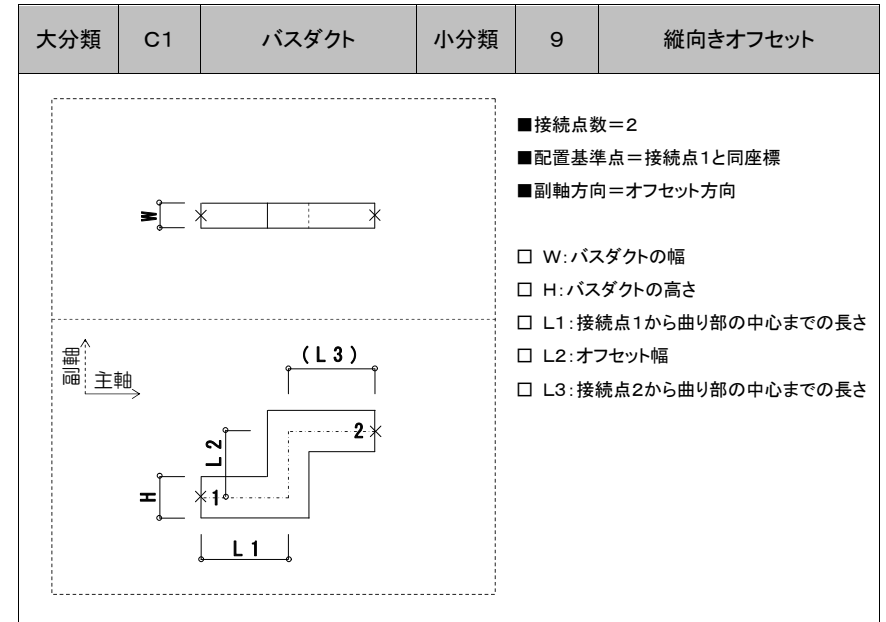 大分類 C1 バスダクト 小分類 9 縦向きオフセット
■接続点数=2
■配置基準点=接続点1と同座標
■副軸方向=オフセット方向
W
□ W:バスダクトの幅
□ H:バスダクトの高さ
□ L1:接続点1から曲り部の中心までの長さ
□ L2:オフセット幅
□ L3:接続点2から曲り部の中心までの長さ
副軸
主軸
(L3)
2
L2
H
1
L1